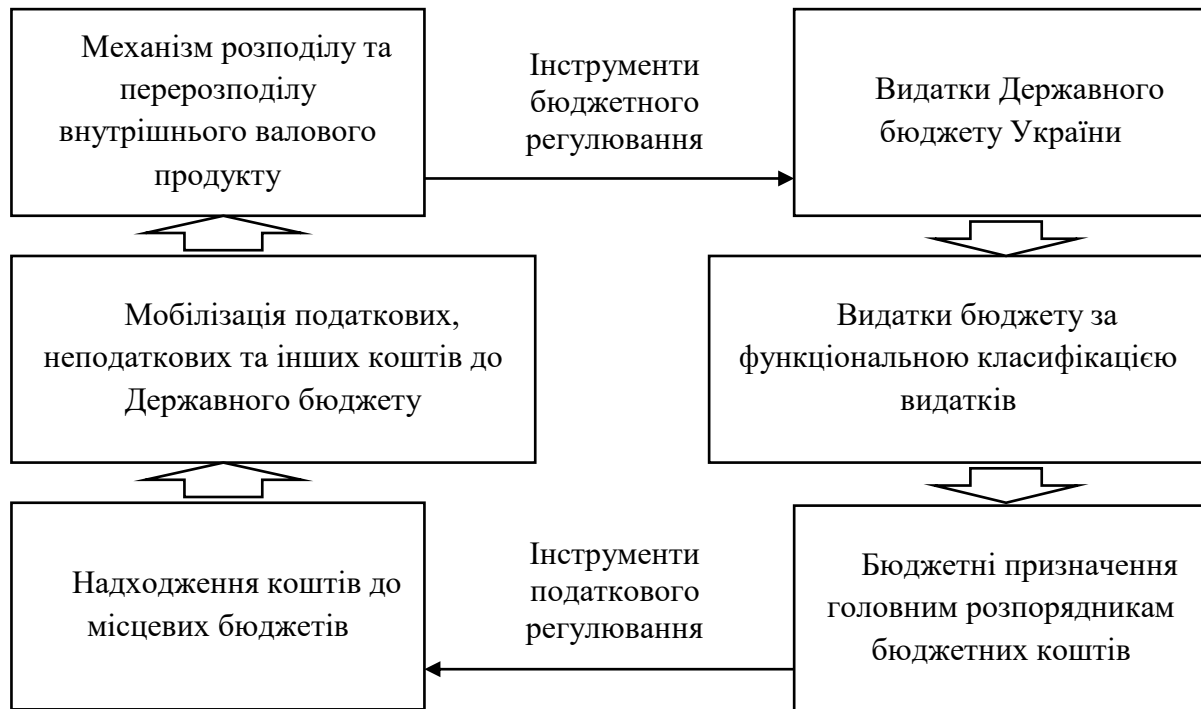 Механізм розподілу та
перерозподілу
внутрішнього валового
продукту
Інструменти
бюджетного
регулювання
Видатки Державного
бюджету України
Мобілізація податкових,
неподаткових та інших коштів до
Державного бюджету
Видатки бюджету за
функціональною класифікацією
видатків
Надходження коштів до
місцевих бюджетів
Інструменти
податкового
регулювання
Бюджетні призначення
головним розпорядникам
бюджетних коштів